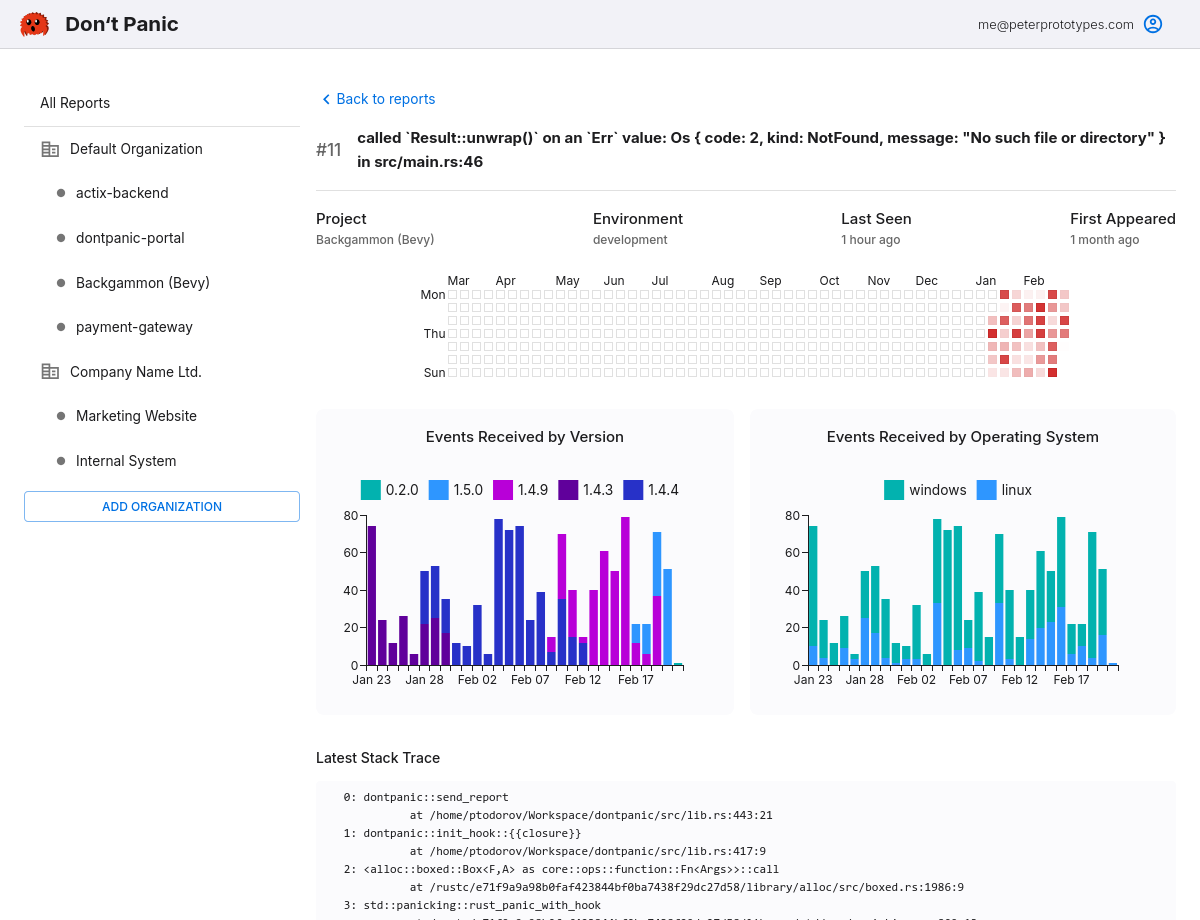 Don‘t Panic
me@peterprototypes.com
All Reports
Default Organization
actix-backend
dontpanic-portal
Backgammon (Bevy)
payment-gateway
Company Name Ltd.
Marketing Website
Internal System
ADD ORGANIZATION
Back to reports
#11
called `Result::unwrap()` on an `Err` value: Os { code: 2, kind: NotFound, message: "No such file or directory" }
in src/main.rs:46
Project Environment Last Seen First Appeared
Backgammon (Bevy) development 1 hour ago 1 month ago
Mar Apr May Jun Jul Aug Sep Oct Nov Dec Jan Feb
Mon
Thu
Sun
Events Received by Version
0.2.0 1.5.0 1.4.9 1.4.3 1.4.4
80
60
40
20
0
Jan 23 Jan 28 Feb 02 Feb 07 Feb 12 Feb 17
Events Received by Operating System
windows linux
80
60
40
20
0
Jan 23 Jan 28 Feb 02 Feb 07 Feb 12 Feb 17
Latest Stack Trace
0: dontpanic::send_report
at /home/ptodorov/Workspace/dontpanic/src/lib.rs:443:21
1: dontpanic::init_hook::{{closure}}
at /home/ptodorov/Workspace/dontpanic/src/lib.rs:417:9
2: <alloc::boxed::Box<F,A> as core::ops::function::Fn<Args>>::call
at /rustc/e71f9a9a98b0faf423844bf0ba7438f29dc27d58/library/alloc/src/boxed.rs:1986:9
3: std::panicking::rust_panic_with_hook